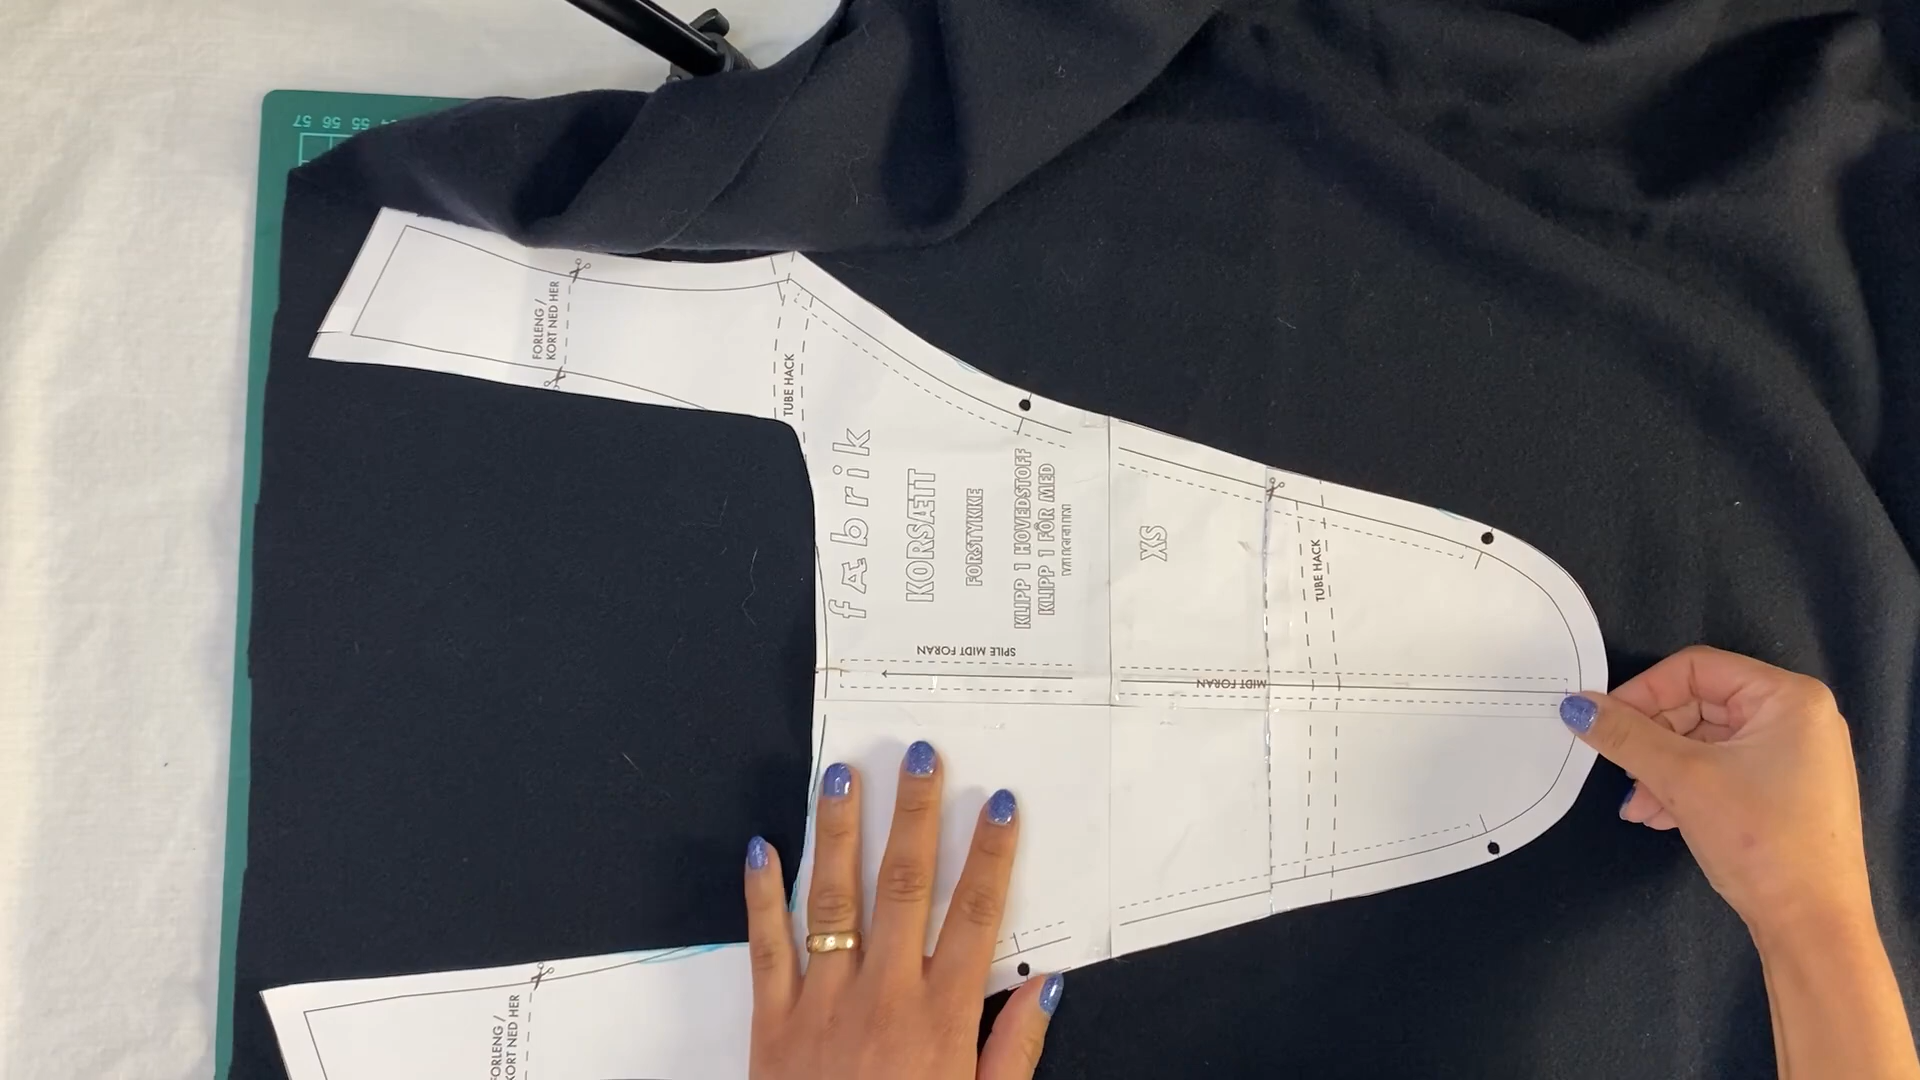 57 56 55
FORLENG /
KORT NED HER
TUBE HACK
fAbrik
KORSÆTT
FORSTYKKE
KLIPP 1 HOVEDSTOFF
KLIPP 1 FÔR MED
XS
SPILE MIDT FORAN
MIDT FORAN
TUBE HACK
FORLENG /
KORT NED HER